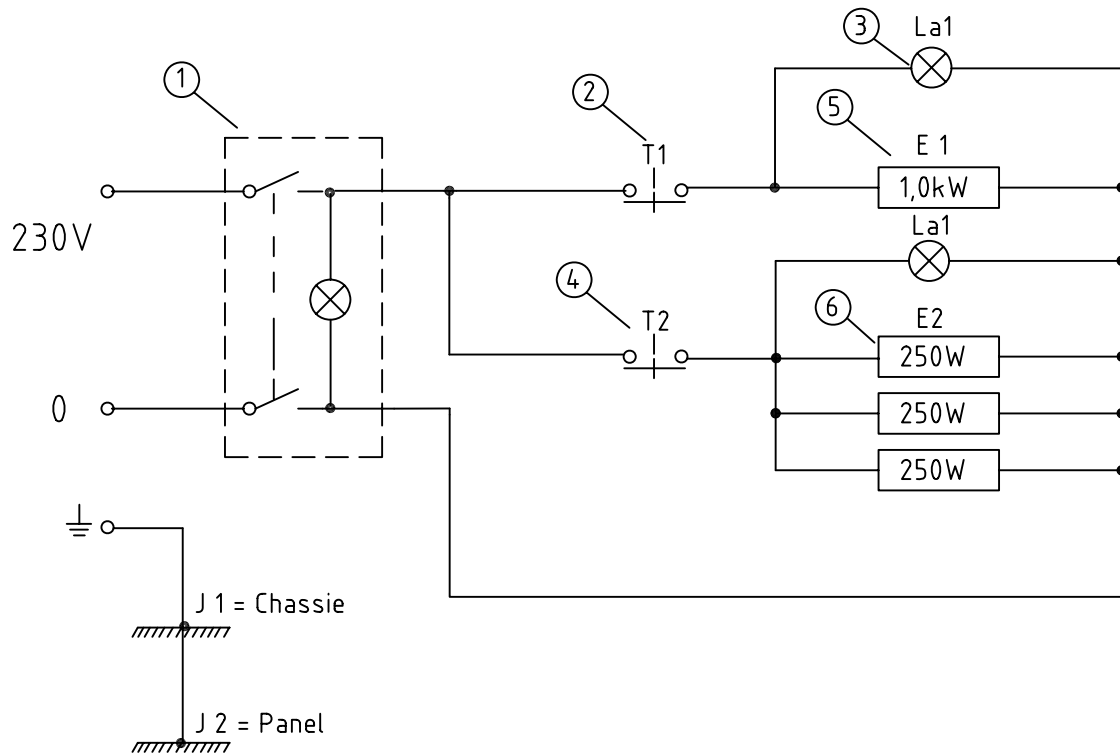 La1
3
1
2
5
T1
E 1
1,0kW
230V
La1
4
6
T2
E2
250W
0
250W
250W
J 1 = Chassie
J 2 = Panel